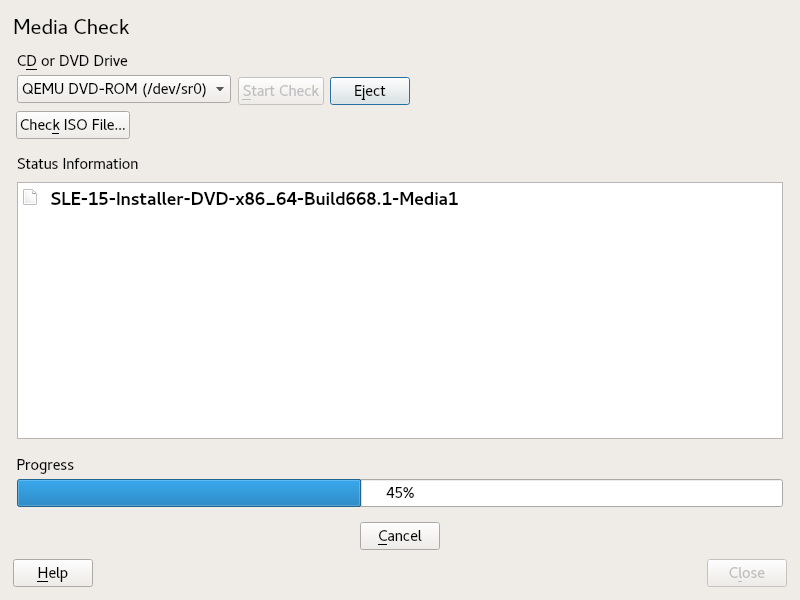 Media Check
CD or DVD Drive
QEMU DVD-ROM (/dev/sr0) Start Check Eject
Check ISO File...
Status Information
SLE-15-Installer-DVD-x86_64-Build668.1-Media1
Progress
45%
Cancel
Help Close